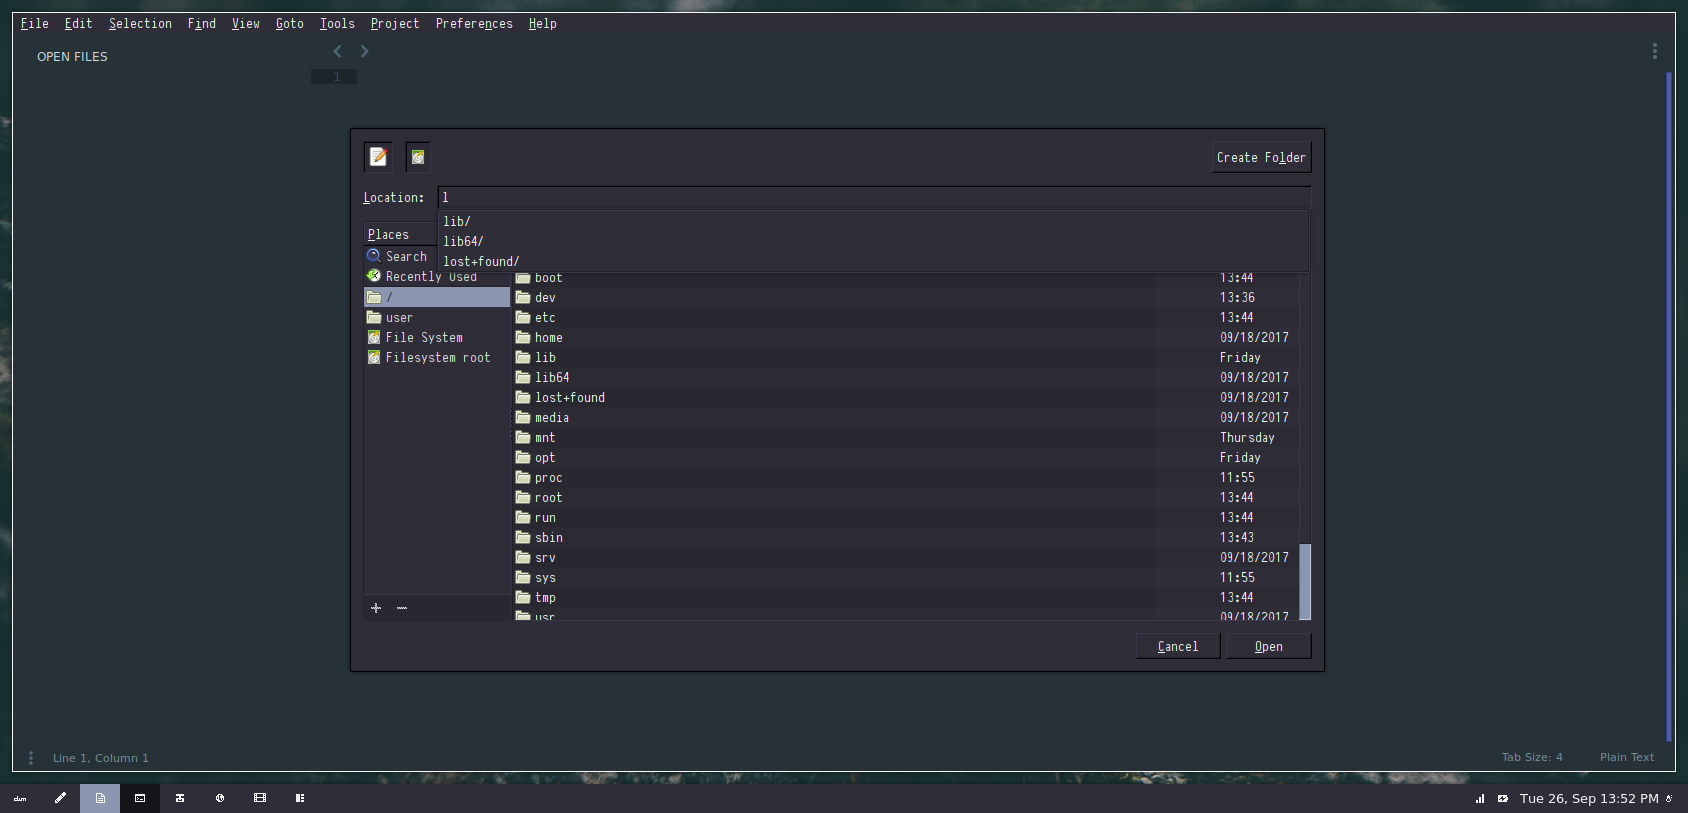 File Edit Selection Find View Goto Tools Project Preferences Help
OPEN FILES
1
Create Folder
Location: l
lib/
lib64/
lost+found/
Places
Search
Recently Used
/
user
File System
Filesystem root
boot 13:44
dev 13:36
etc 13:44
home 09/18/2017
lib Friday
lib64 09/18/2017
lost+found 09/18/2017
media 09/18/2017
mnt Thursday
opt Friday
proc 11:55
root 13:44
run 13:44
sbin 13:43
srv 09/18/2017
sys 11:55
tmp 13:44
usr 09/18/2017
Cancel Open
Line 1, Column 1 Tab Size: 4 Plain Text
dwm Tue 26, Sep 13:52 PM